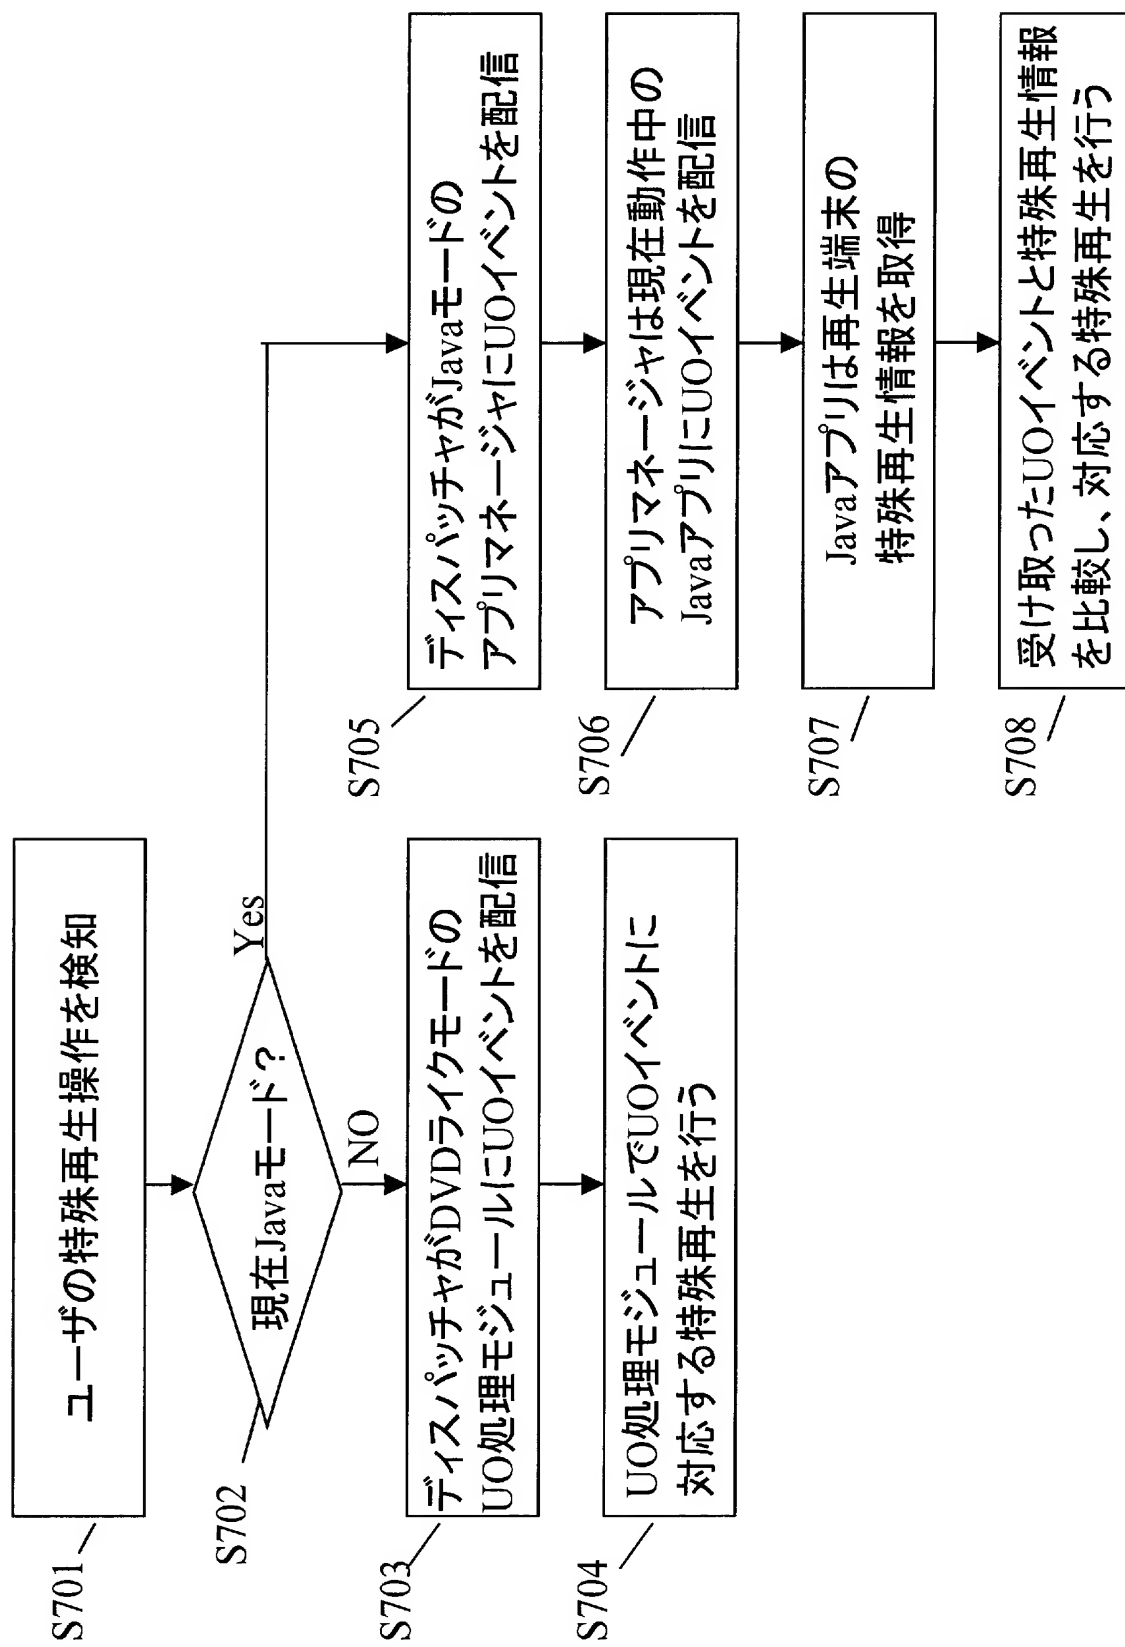 S701
ユーザの特殊再生操作を検知
S702
現在Javaモード？
Yes
NO
S703
ディスパッチャがDVDライクモードの
UO処理モジュールにUOイベントを配信
S704
UO処理モジュールでUOイベントに
対応する特殊再生を行う
S705
ディスパッチャがJavaモードの
アプリマネージャにUOイベントを配信
S706
アプリマネージャは現在動作中の
JavaアプリにUOイベントを配信
S707
Javaアプリは再生端末の
特殊再生情報を取得
S708
受け取ったUOイベントと特殊再生情報
を比較し、対応する特殊再生を行う